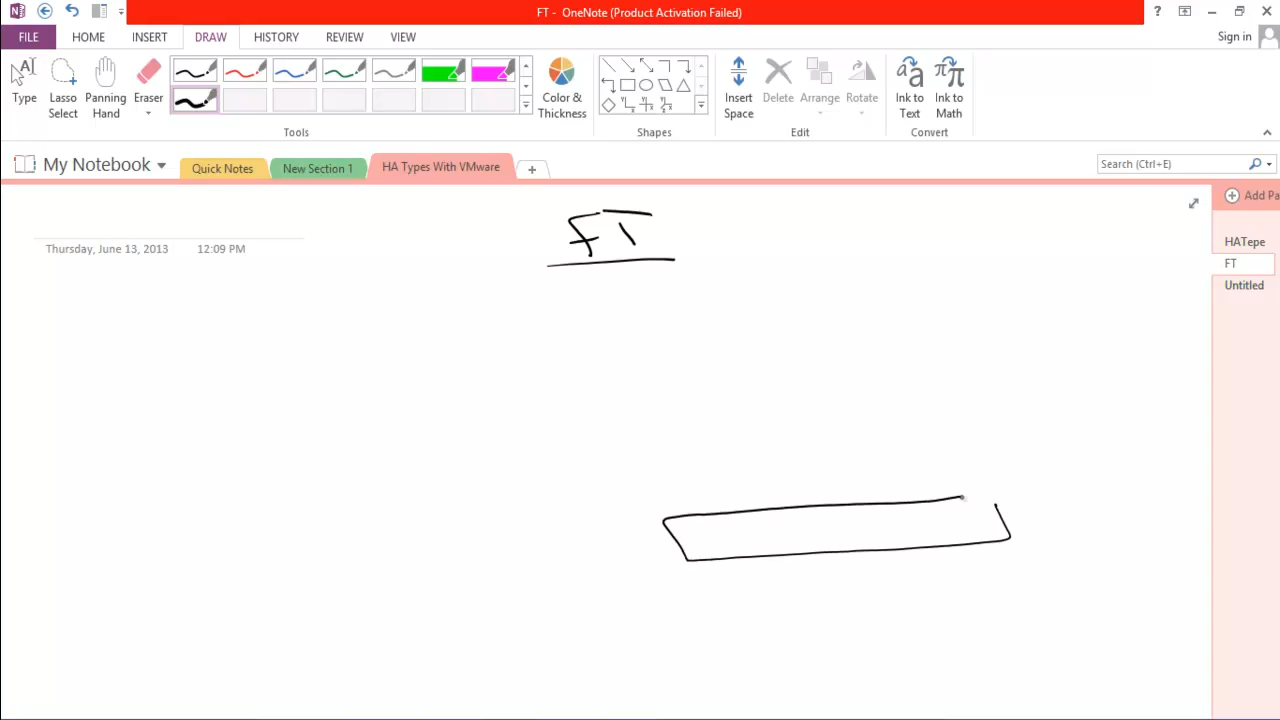 FT - OneNote (Product Activation Failed)
?
FILE HOME INSERT DRAW HISTORY REVIEW VIEW Sign in
Type
Lasso Select
Panning Hand
Eraser
Color & Thickness
Insert Space
Delete
Arrange
Rotate
Ink to Text
Ink to Math
Tools Shapes Edit Convert
My Notebook Quick Notes New Section 1 HA Types With VMware Search (Ctrl+E)
Add Pa
FT
Thursday, June 13, 2013 12:09 PM
HATepe
FT
Untitled